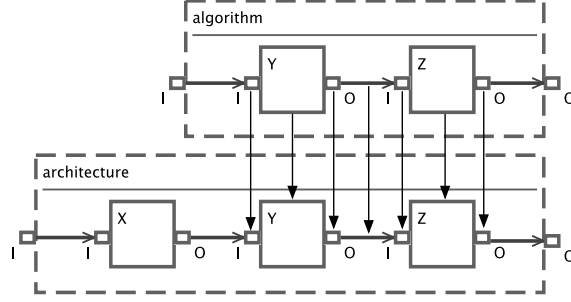 algorithm
Y Z
I I O I O O
architecture
X Y Z
I I O I O I O O